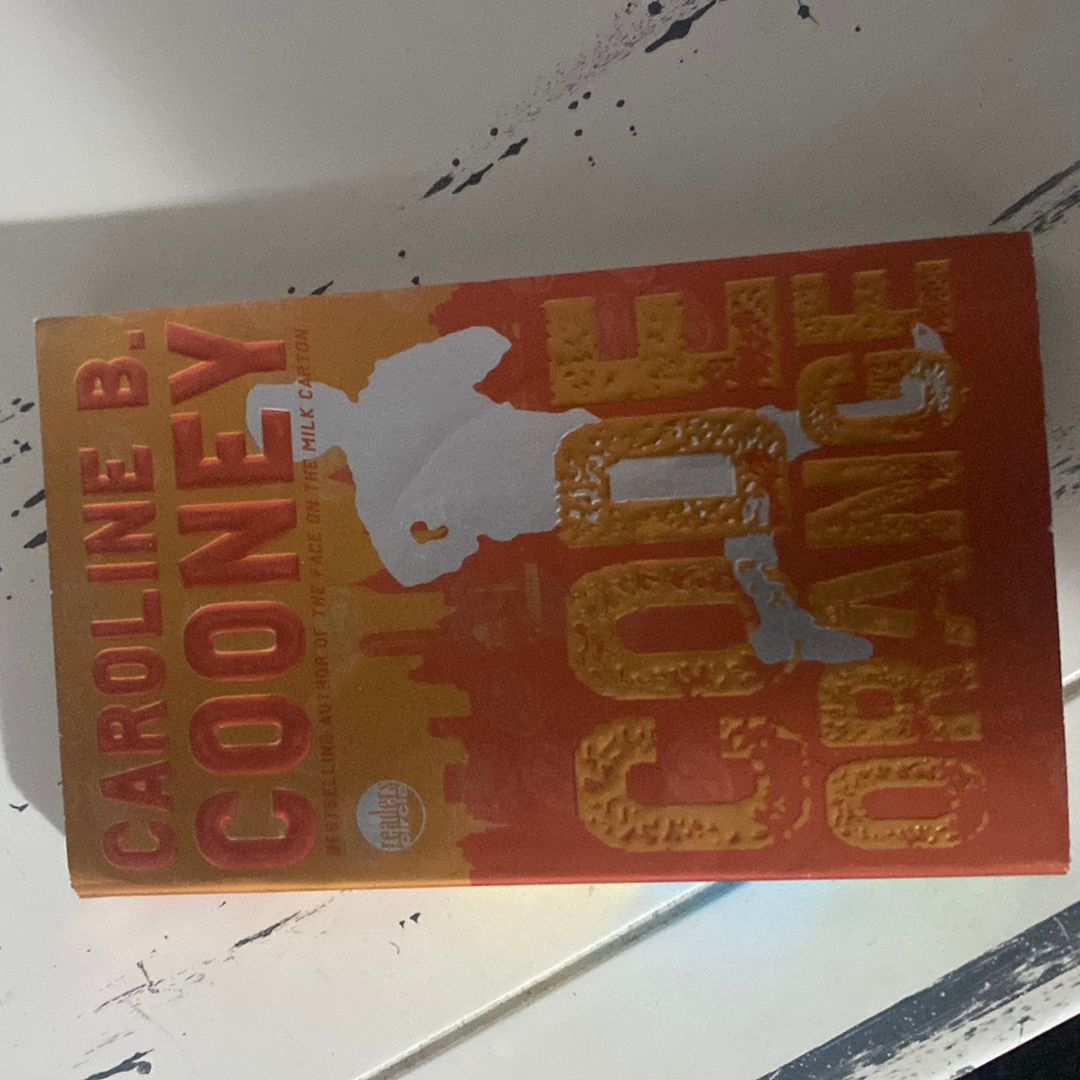 CAROLINE B.
COONEY
BESTSELLING AUTHOR OF THE FACE ON THE MILK CARTON
readers
circle
CODE
ORANGE